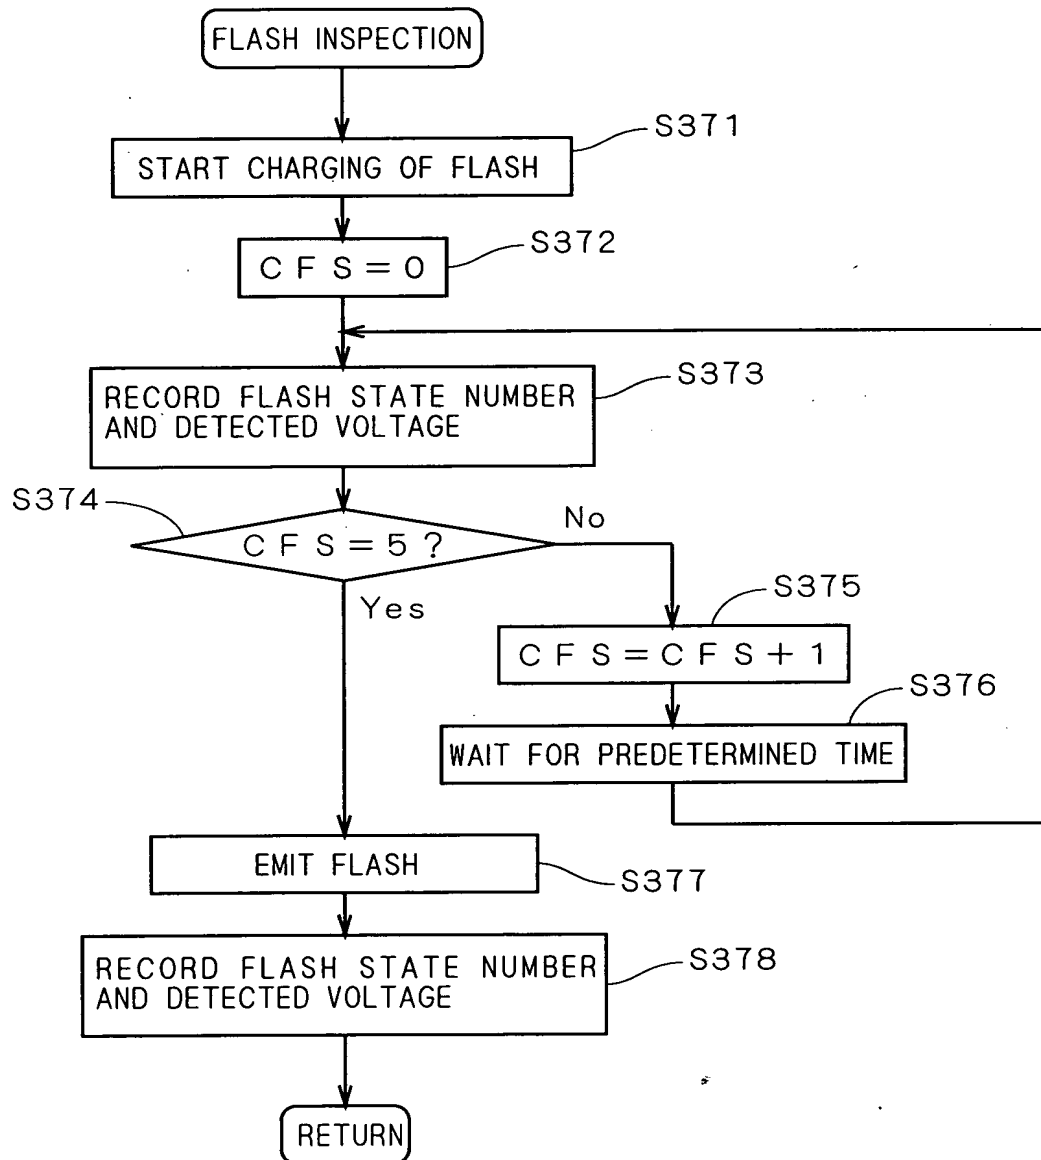 FLASH INSPECTION
S371
START CHARGING OF FLASH
S372
CFS=0
S373
RECORD FLASH STATE NUMBER
AND DETECTED VOLTAGE
S374
CFS=5?
No
Yes
S375
CFS=CFS+1
S376
WAIT FOR PREDETERMINED TIME
EMIT FLASH
S377
RECORD FLASH STATE NUMBER
AND DETECTED VOLTAGE
S378
RETURN